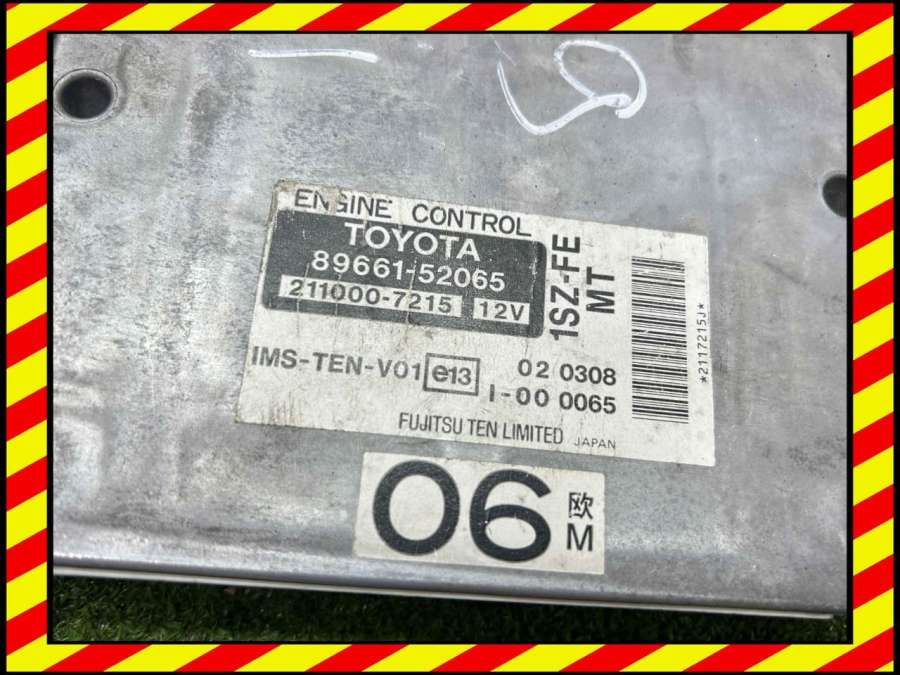 ENGINE CONTROL
TOYOTA
89661-52065
211000-7215 12V
1SZ-FE
MT
*2117215J*
IMS-TEN-V01 e13 02 0308
I-00 0065
FUJITSU TEN LIMITED JAPAN
06 欧
M